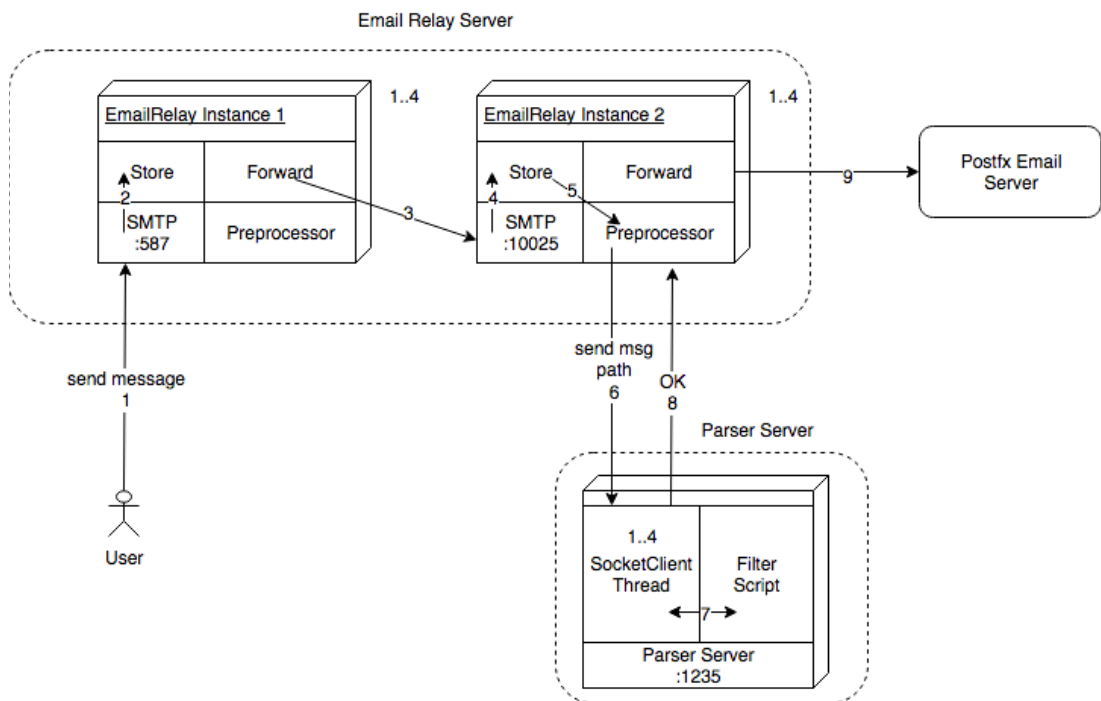 Email Relay Server
1..4
1..4
EmailRelay Instance 1
EmailRelay Instance 2
Store
Forward
Store
Forward
Postfx Email
Server
2
3
4
5
9
SMTP
:587
Preprocessor
SMTP
:10025
Preprocessor
send message
1
send msg
path
6
OK
8
Parser Server
User
1..4
SocketClient
Thread
Filter
Script
7
Parser Server
:1235